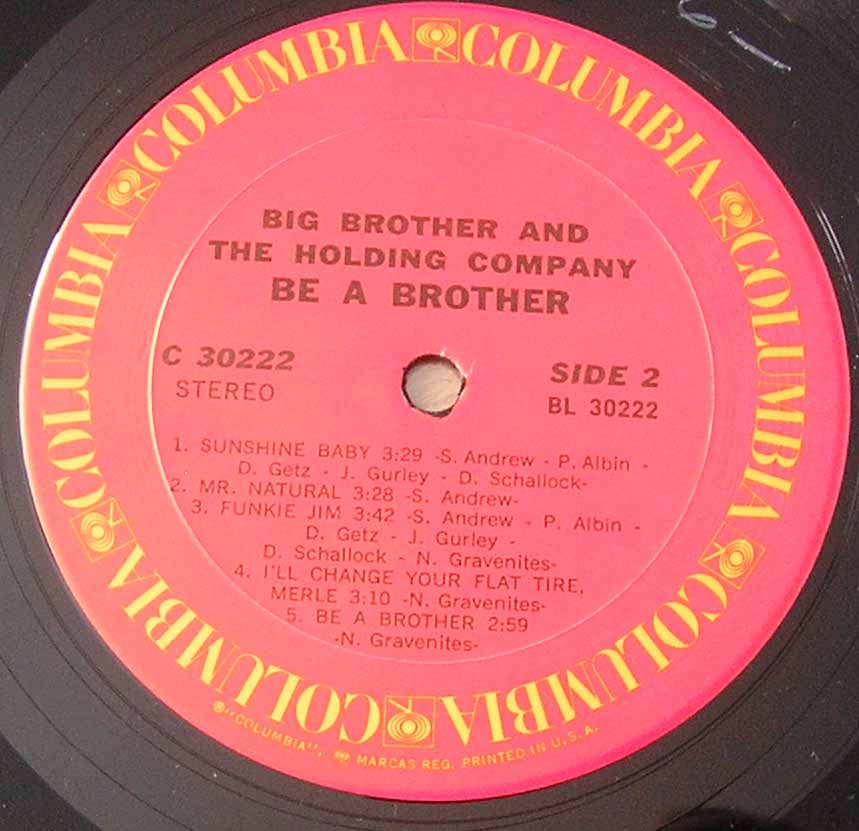 COLUMBIA COLUMBIA COLUMBIA COLUMBIA COLUMBIA COLUMBIA COLUMBIA COLUMBIA
BIG BROTHER AND
THE HOLDING COMPANY
BE A BROTHER
C 30222
STEREO
SIDE 2
BL 30222
1. SUNSHINE BABY 3:29 -S. Andrew - P. Albin -
D. Getz - J. Gurley - D. Schallock-
2. MR. NATURAL 3:28 -S. Andrew-
3. FUNKIE JIM 3:42 -S. Andrew - P. Albin -
D. Getz - J. Gurley -
D. Schallock - N. Gravenites-
4. I'LL CHANGE YOUR FLAT TIRE,
MERLE 3:10 -N. Gravenites-
5. BE A BROTHER 2:59
-N. Gravenites-
®"COLUMBIA", MARCAS REG. PRINTED IN U.S.A.